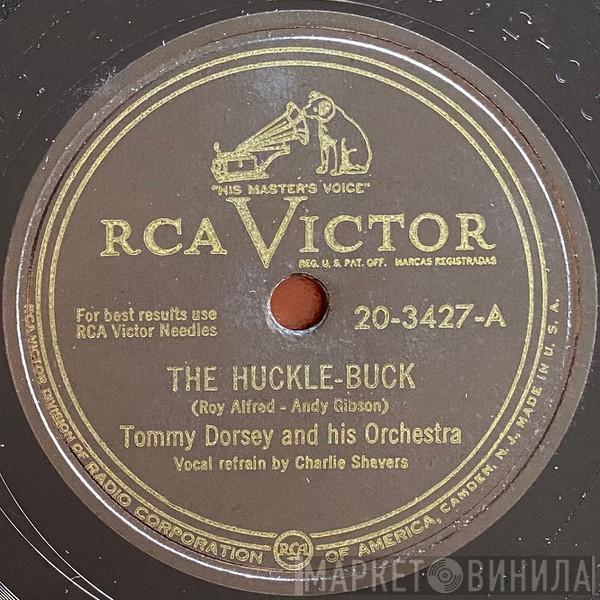 "HIS MASTER'S VOICE"
RCA VICTOR
REG. U. S. PAT. OFF. MARCAS REGISTRADAS
For best results use
RCA Victor Needles
20-3427-A
THE HUCKLE-BUCK
(Roy Alfred - Andy Gibson)
Tommy Dorsey and his Orchestra
Vocal refrain by Charlie Shavers
RCA VICTOR DIVISION OF RADIO CORPORATION OF AMERICA, CAMDEN, N. J., MADE IN U. S. A.
RCA
МАРКЕТ ВИНИЛА